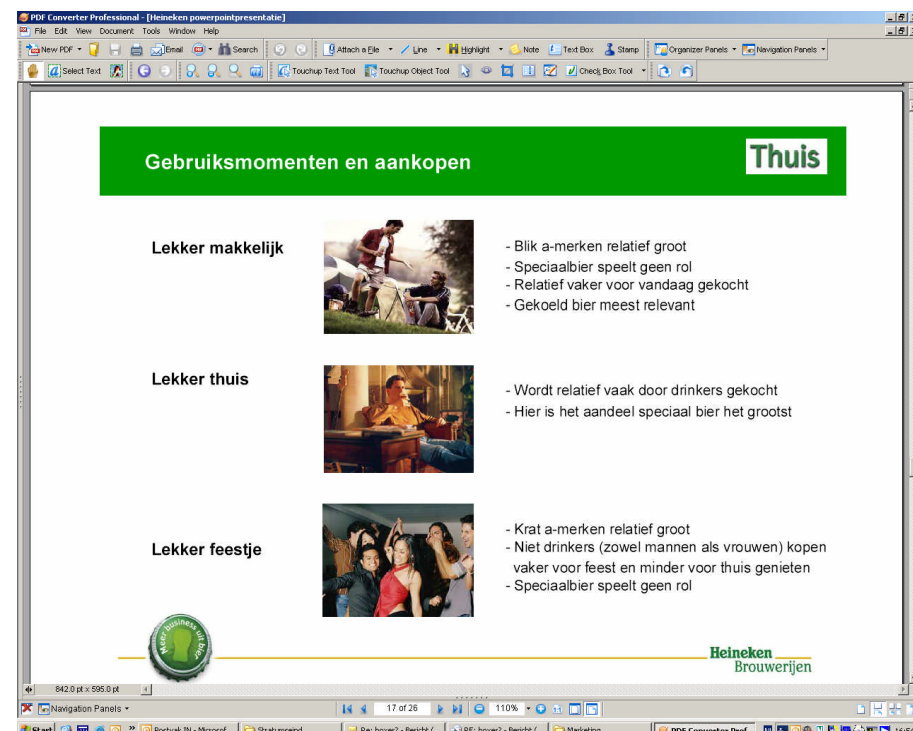 PDF Converter Professional - [Heineken powerpointpresentatie]
File Edit View Document Tools Window Help
New PDF Email Search Attach a File Line Highlight Note Text Box Stamp Organizer Panels Navigation Panels
Select Text Touchup Text Tool Touchup Object Tool Check Box Tool
Gebruiksmomenten en aankopen
Thuis
Lekker makkelijk
- Blik a-merken relatief groot
- Speciaalbier speelt geen rol
- Relatief vaker voor vandaag gekocht
- Gekoeld bier meest relevant
Lekker thuis
- Wordt relatief vaak door drinkers gekocht
- Hier is het aandeel speciaal bier het grootst
Lekker feestje
- Krat a-merken relatief groot
- Niet drinkers (zowel mannen als vrouwen) kopen
vaker voor feest en minder voor thuis genieten
- Speciaalbier speelt geen rol
Meer business uit bier
Heineken
Brouwerijen
842.0 pt x 595.0 pt
Navigation Panels
17 of 26
110%
Start